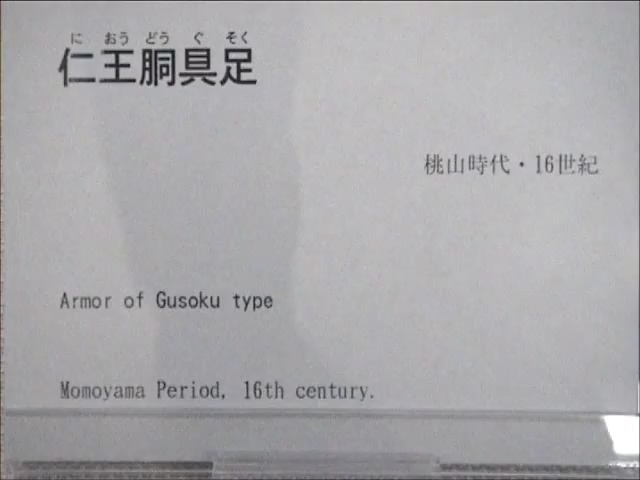 に おう どう ぐ そく
仁王胴具足
桃山時代・16世紀
Armor of Gusoku type
Momoyama Period, 16th century.